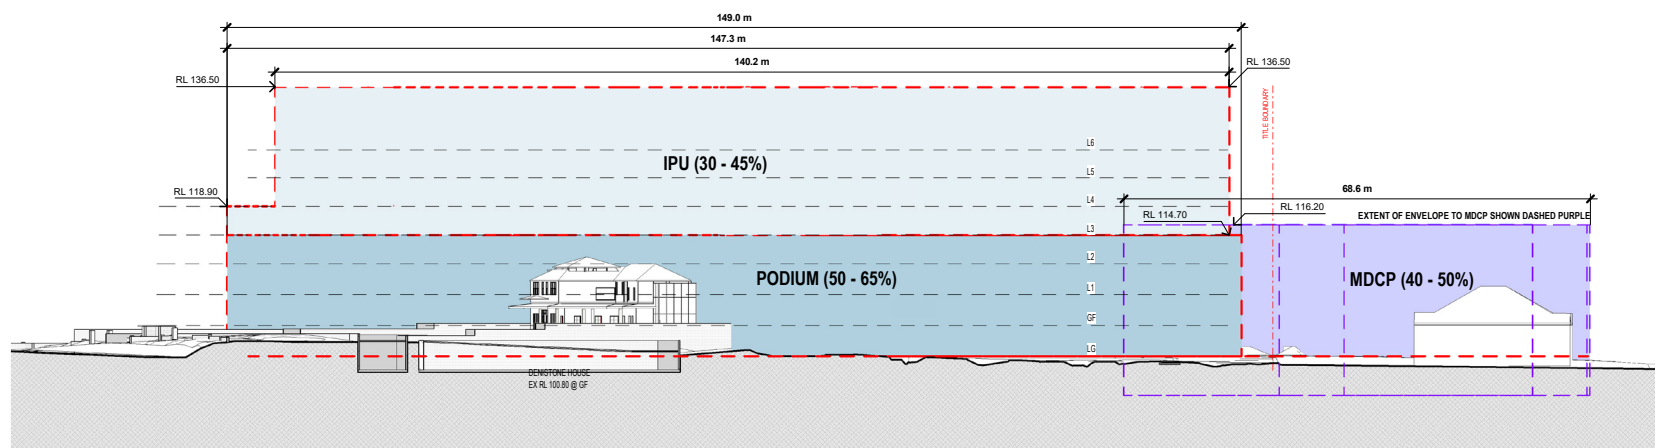 149.0 m
147.3 m
140.2 m
RL 136.50
RL 136.50
TITLE BOUNDARY
L6
IPU (30 - 45%)
L5
RL 118.90
L4
68.6 m
RL 114.70
RL 116.20
EXTENT OF ENVELOPE TO MDCP SHOWN DASHED PURPLE
L3
L2
PODIUM (50 - 65%)
MDCP (40 - 50%)
L1
GF
LG
DENISTONE HOUSE
EX RL 100.80 @ GF